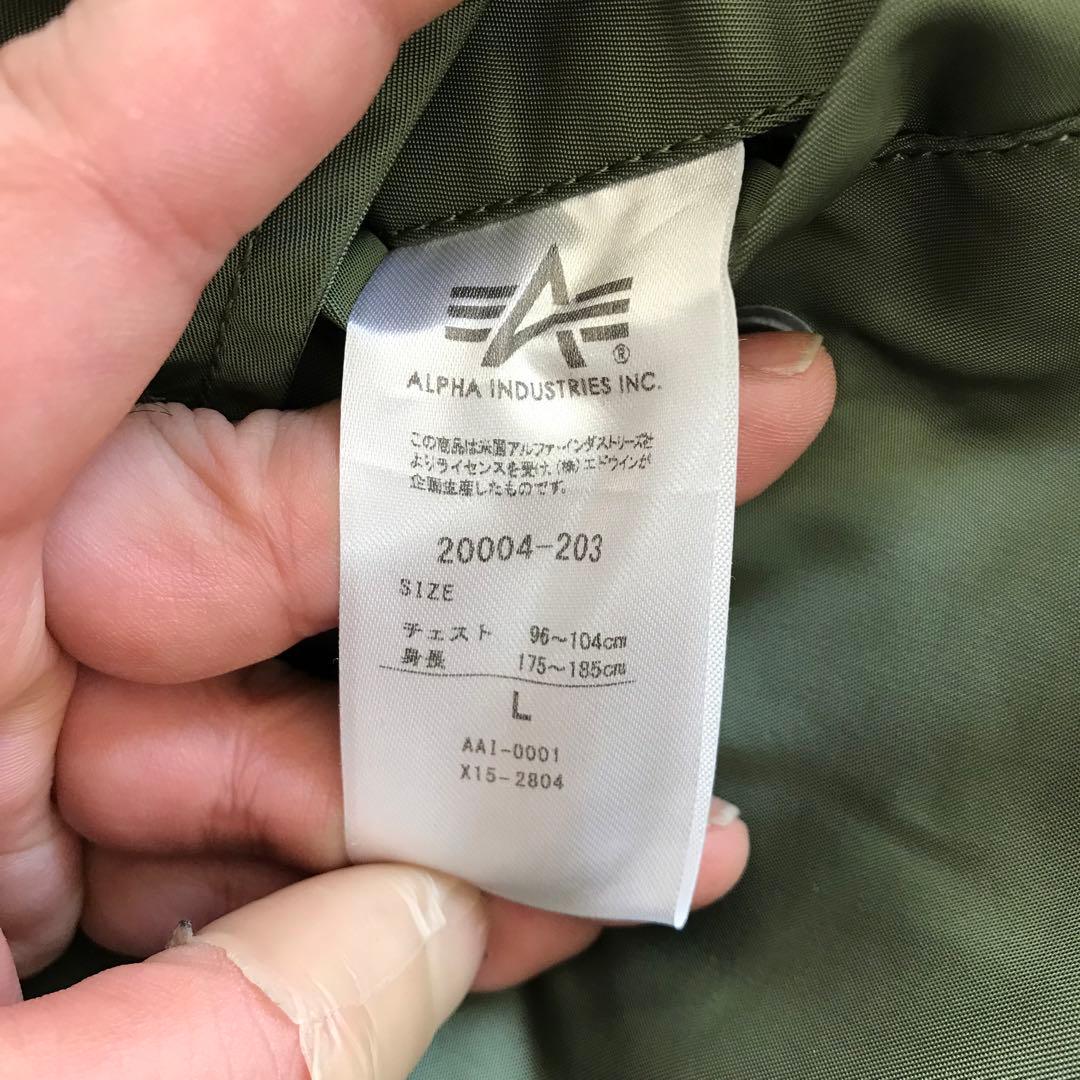 ®
ALPHA INDUSTRIES INC.
この商品は米国アルファ・インダストリーズ社
よりライセンスを受け、(株)エドウインが
企画生産したものです。
20004-203
SIZE
チェスト 96~104cm
身長 175~185cm
L
AAI-0001
X15-2804